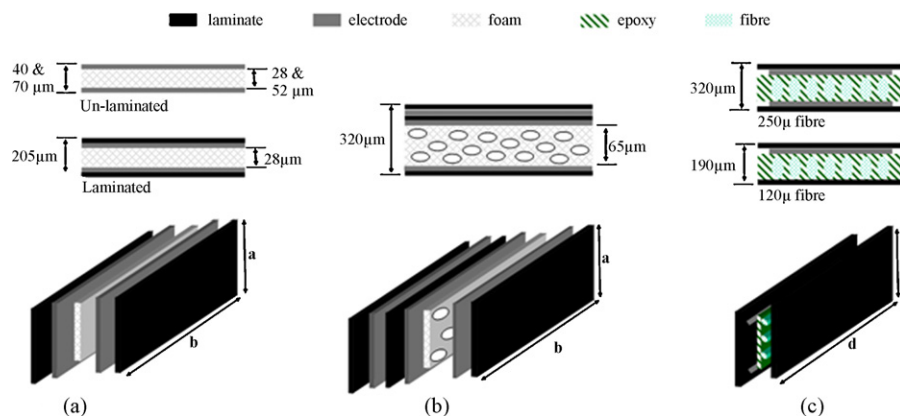 laminate electrode foam epoxy fibre
40 &
70 µm
28 &
52 µm
Un-laminated
205µm
28µm
Laminated
320µm
65µm
320µm
250µ fibre
190µm
120µ fibre
a
b
a
b
d
(a) (b) (c)